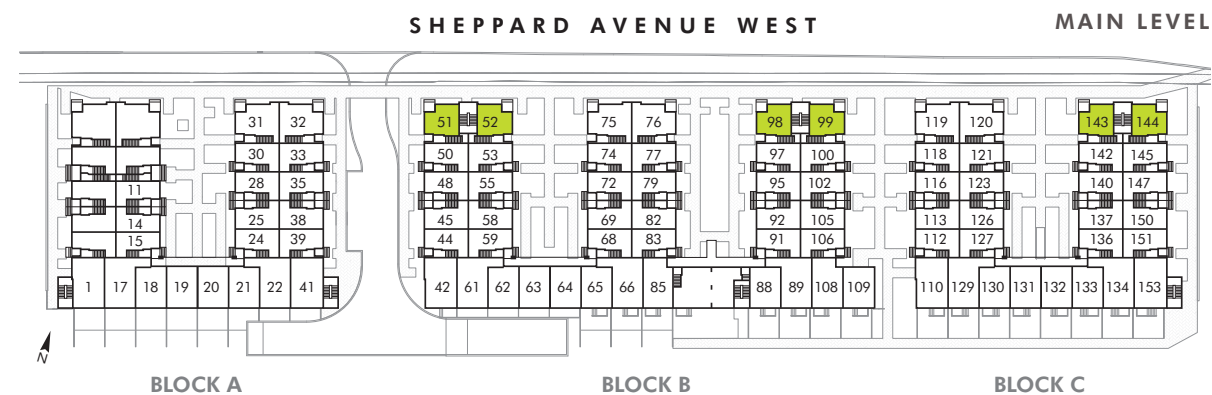 SHEPPARD AVENUE WEST MAIN LEVEL
31 32 51 52 75 76 98 99 119 120 143 144
30 33 50 53 74 77 97 100 118 121 142 145
11 28 35 48 55 72 79 95 102 116 123 140 147
14 25 38 45 58 69 82 92 105 113 126 137 150
15 24 39 44 59 68 83 91 106 112 127 136 151
1 17 18 19 20 21 22 41 42 61 62 63 64 65 66 85 88 89 108 109 110 129 130 131 132 133 134 153
N
BLOCK A BLOCK B BLOCK C